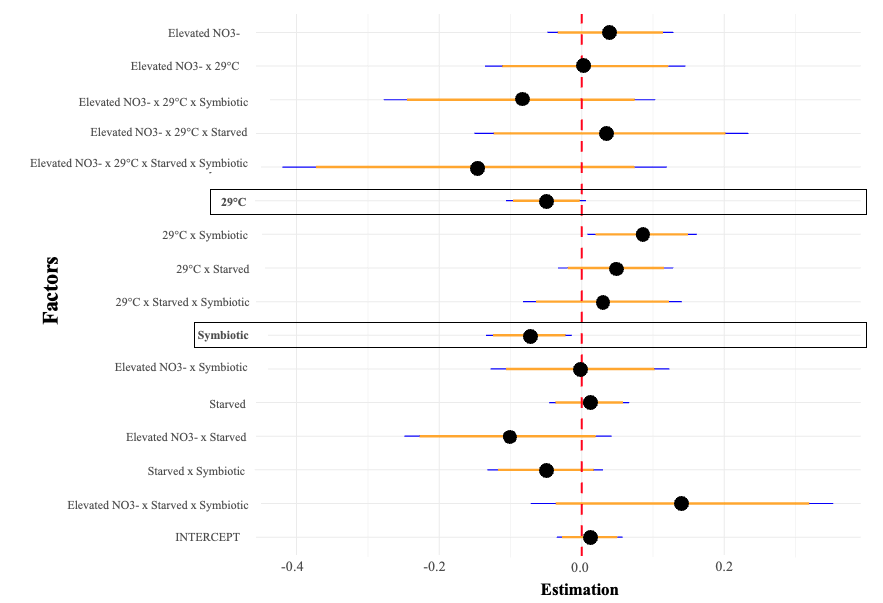 Elevated NO3-
Elevated NO3- x 29°C
Elevated NO3- x 29°C x Symbiotic
Elevated NO3- x 29°C x Starved
Elevated NO3- x 29°C x Starved x Symbiotic
29°C
29°C x Symbiotic
29°C x Starved
29°C x Starved x Symbiotic
Symbiotic
Elevated NO3- x Symbiotic
Starved
Elevated NO3- x Starved
Starved x Symbiotic
Elevated NO3- x Starved x Symbiotic
INTERCEPT
Factors
-0.4 -0.2 0.0 0.2
Estimation